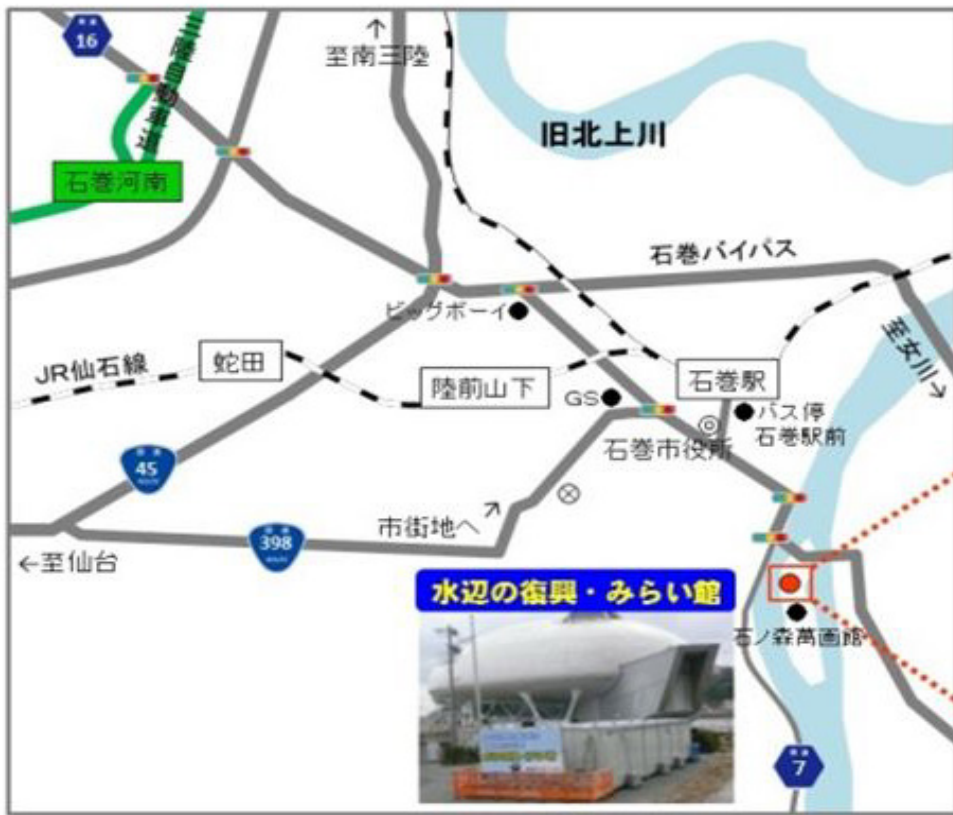 16
三陸自動車道
↑
至南三陸
旧北上川
石巻河南
石巻バイパス
ビッグボーイ
JR仙石線
蛇田
陸前山下
石巻駅
至女川→
GS
バス停
石巻駅前
石巻市役所
45
市街地へ
398
←至仙台
水辺の復興・みらい館
石ノ森萬画館
7